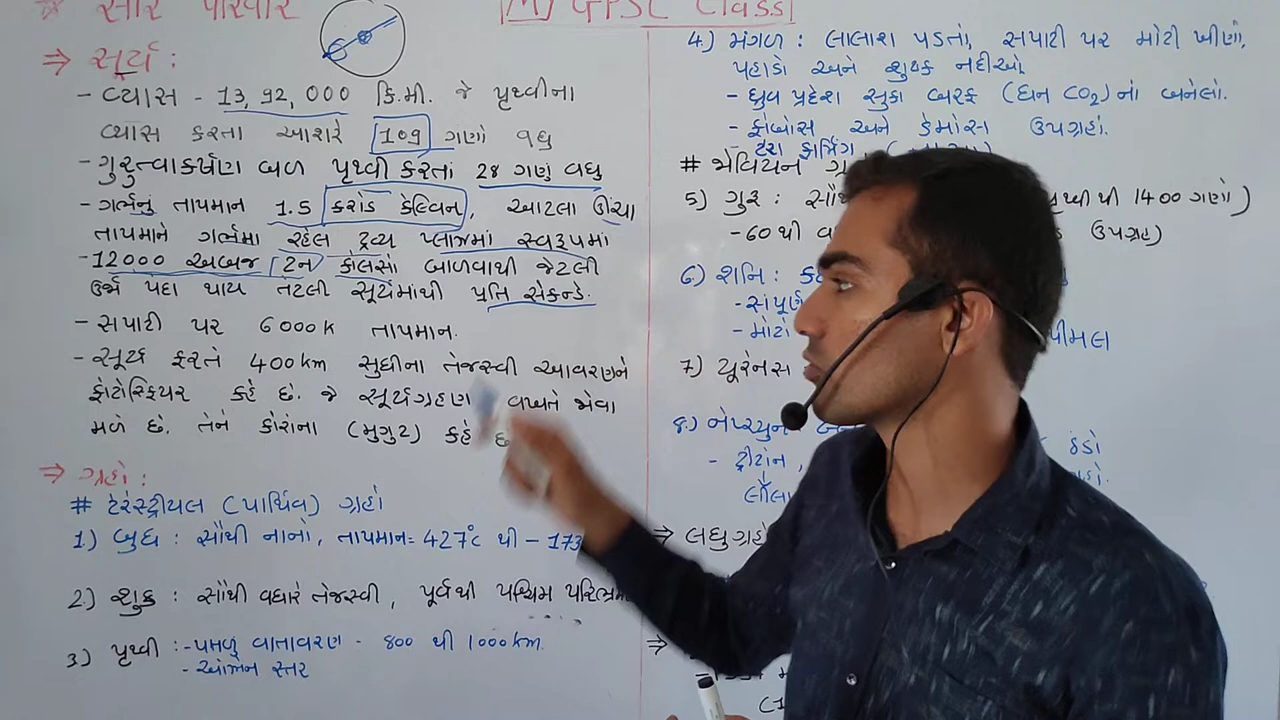 * સૌર પરિવાર
My GPSC Class
⇒ સૂર્ય :
- વ્યાસ - 13,92,000 કિ.મી. જે પૃથ્વીના
વ્યાસ કરતા આશરે 109 ગણો વધુ
- ગુરુત્વાકર્ષણ બળ પૃથ્વી કરતાં 28 ગણું વધુ
- ગર્ભનું તાપમાન 1.5 કરોડ કેલ્વિન, આટલા ઊંચા
તાપમાને ગર્ભમાં રહેલ દ્રવ્ય પ્લાઝમાં સ્વરૂપમાં
- 12000 અબજ ટન કોલસો બાળવાથી જેટલી
ઉર્જા પેદા થાય તેટલી સૂર્યમાંથી પ્રતિ સેકન્ડે.
- સપાટી પર 6000K તાપમાન.
- સૂર્ય ફરતે 400km સુધીના તેજસ્વી આવરણને
ફોટોસ્ફિયર કહે છે. જે સૂર્યગ્રહણ વખતે જોવા
મળે છે. તેને કોરોના (મુગુટ) કહે છે
⇒ ગ્રહો :
# ટેરેસ્ટ્રીયલ (પાર્થિવ) ગ્રહો
1) બુધ : સૌથી નાનો, તાપમાન = 427°c થી - 173
2) શુક્ર : સૌથી વધારે તેજસ્વી, પૂર્વથી પશ્ચિમ
3) પૃથ્વી : - પાતળું વાતાવરણ - 800 થી 1000km.
- ઓઝોન સ્તર
4) મંગળ : લાલાશ પડતો, સપાટી પર મોટી ખીણો,
પહાડો અને શુષ્ક નદીઓ
- ધ્રુવ પ્રદેશ સુકા બરફ (ઘન CO2) નાં બનેલાં.
- ફોબોસ અને ડેમોસ ઉપગ્રહો.
- ટેરા ફોર્મિંગ
# જોવિયન
5) ગુરુ : 1400 ગણો)
- 60 થી ઉપગ્રહ)
6) શનિ :
7) યુરેનસ
8) નેપ્ચ્યુન
- ટ્રીટોન, ઠંડો
⇒ લઘુગ્રહો